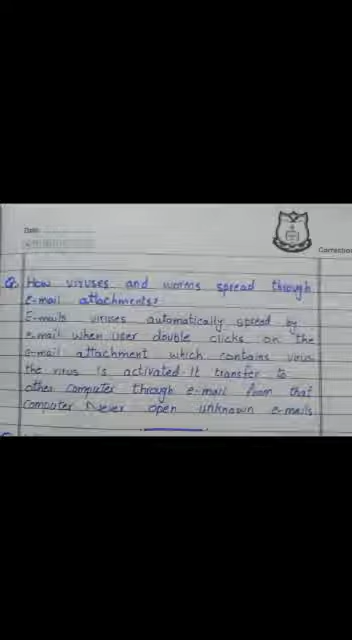 Date:
Correction
Q. How viruses and worms spread through
e-mail attachments?
E-mails viruses automatically spread by
e-mail when user double clicks on the
e-mail attachment which contains virus
the virus is activated. It transfer to
other computer through e-mail from that
computer. Never open unknown e-mails